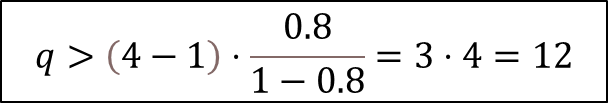 q > (4 − 1) · 0.8 / (1 − 0.8) = 3 · 4 = 12